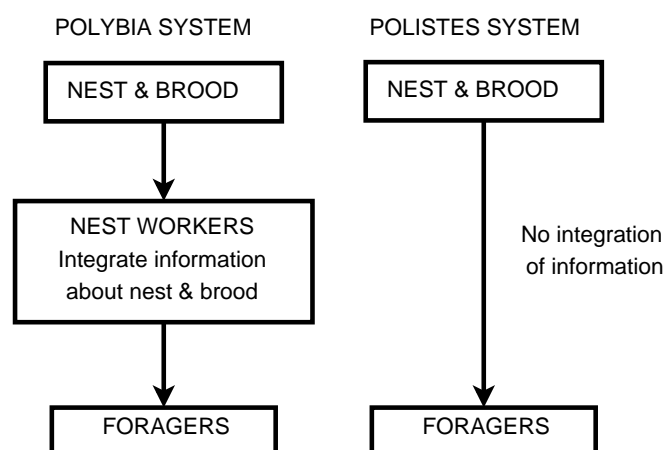 POLYBIA SYSTEM
NEST & BROOD
NEST WORKERS
Integrate information
about nest & brood
FORAGERS
POLISTES SYSTEM
NEST & BROOD
No integration
of information
FORAGERS